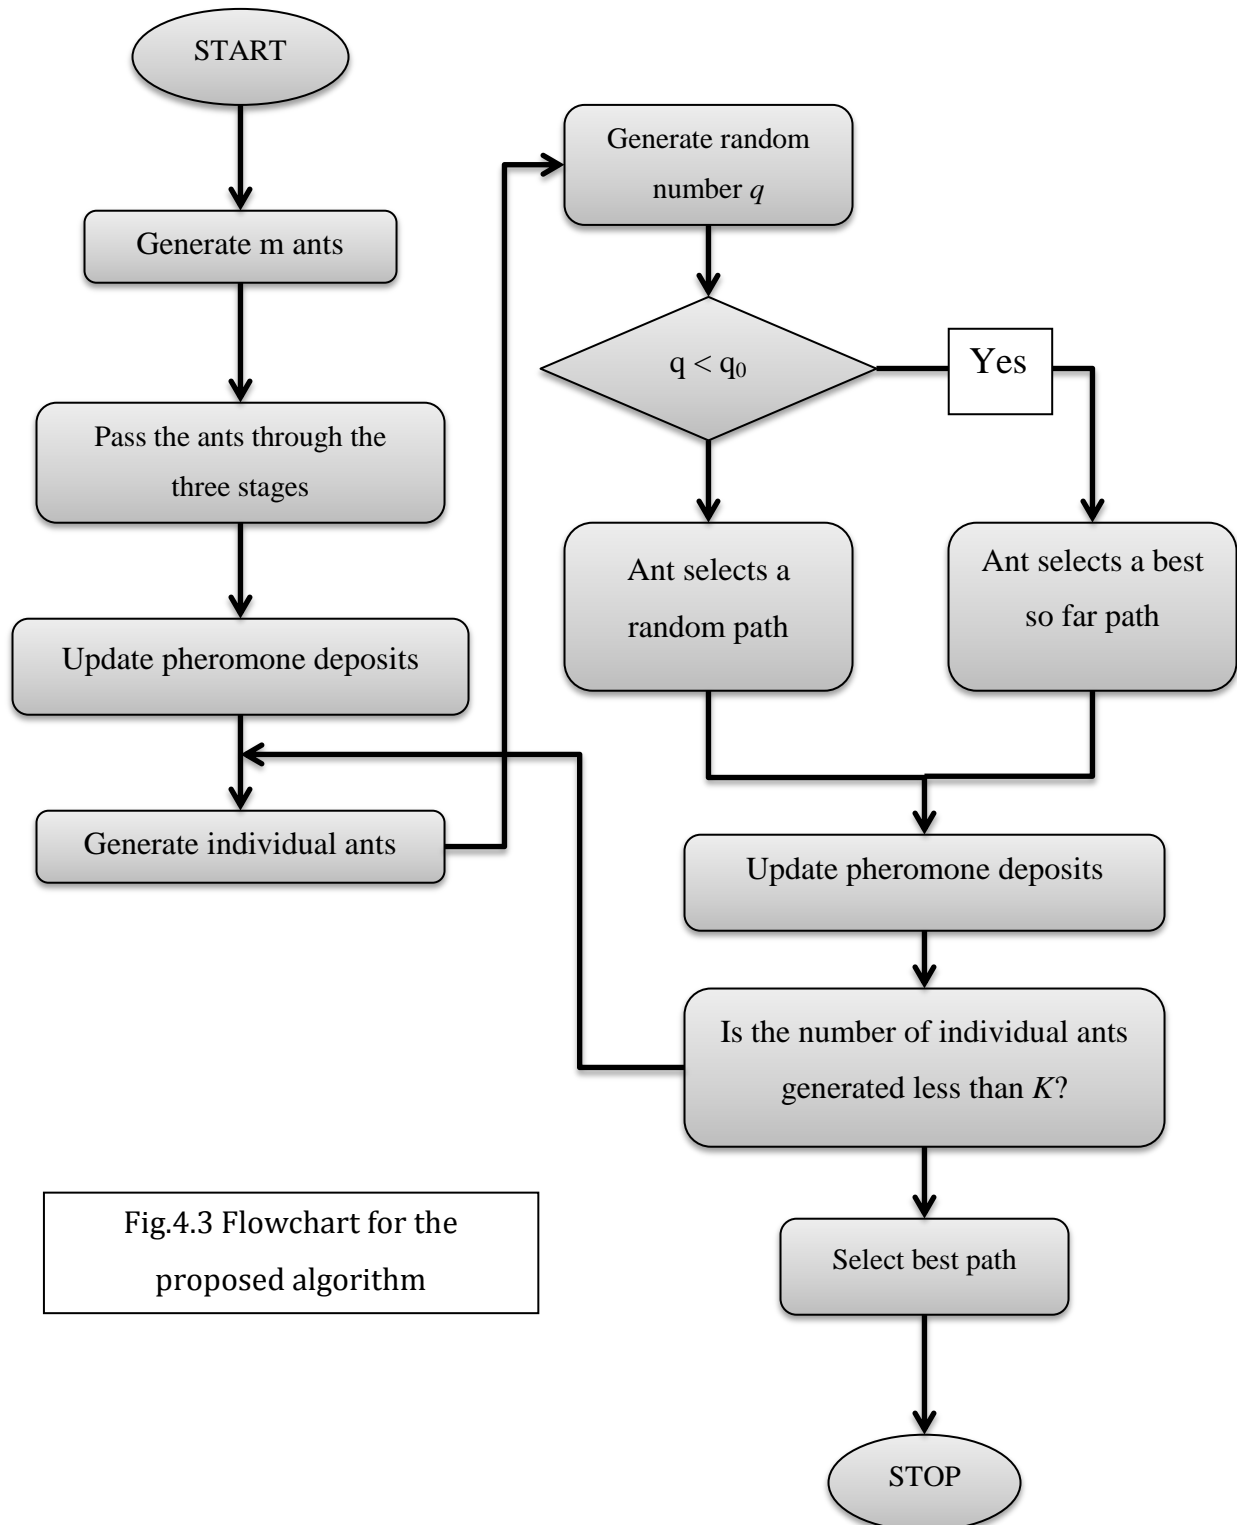 START
Generate m ants
Pass the ants through the
three stages
Update pheromone deposits
Generate individual ants
Generate random
number q
q < q₀
Yes
Ant selects a
random path
Ant selects a best
so far path
Update pheromone deposits
Is the number of individual ants
generated less than K?
Select best path
STOP
Fig.4.3 Flowchart for the
proposed algorithm